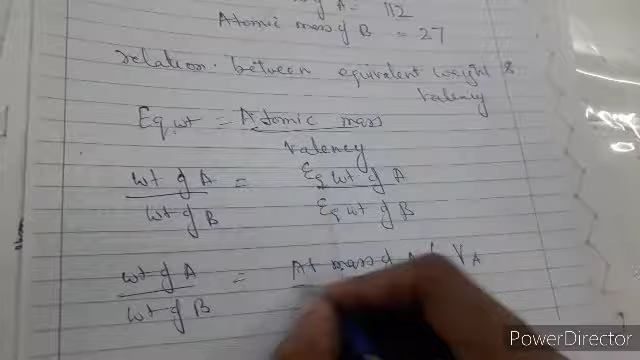 A = 112
Atomic mass of B = 27
relation between equivalent weight &
valency
Eq.wt = Atomic mass
valency
wt of A = Eq wt of A
wt of B Eq wt of B
wt of A = At mass of A / VA
wt of B
PowerDirector